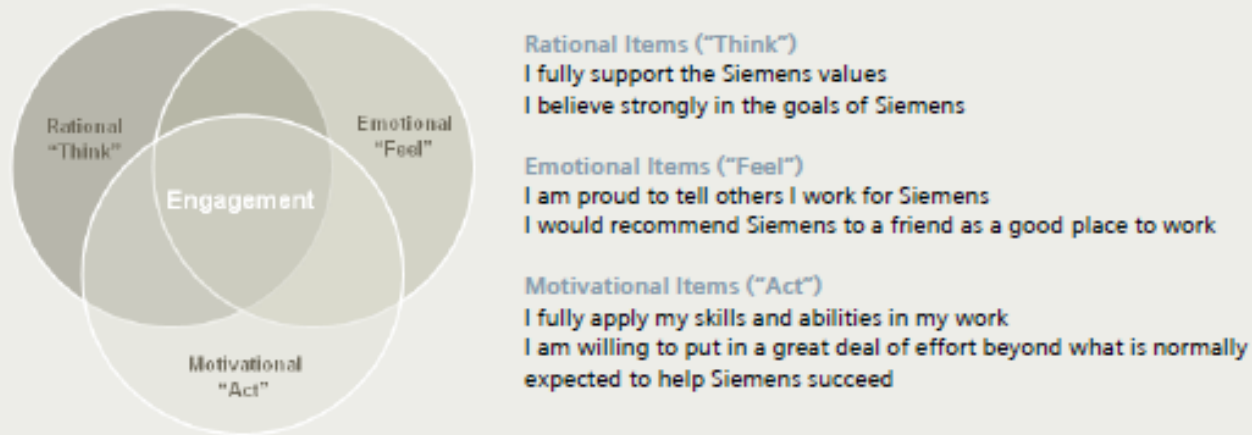 Rational
"Think"
Emotional
"Feel"
Engagement
Motivational
"Act"
Rational Items ("Think")
I fully support the Siemens values
I believe strongly in the goals of Siemens
Emotional Items ("Feel")
I am proud to tell others I work for Siemens
I would recommend Siemens to a friend as a good place to work
Motivational Items ("Act")
I fully apply my skills and abilities in my work
I am willing to put in a great deal of effort beyond what is normally
expected to help Siemens succeed